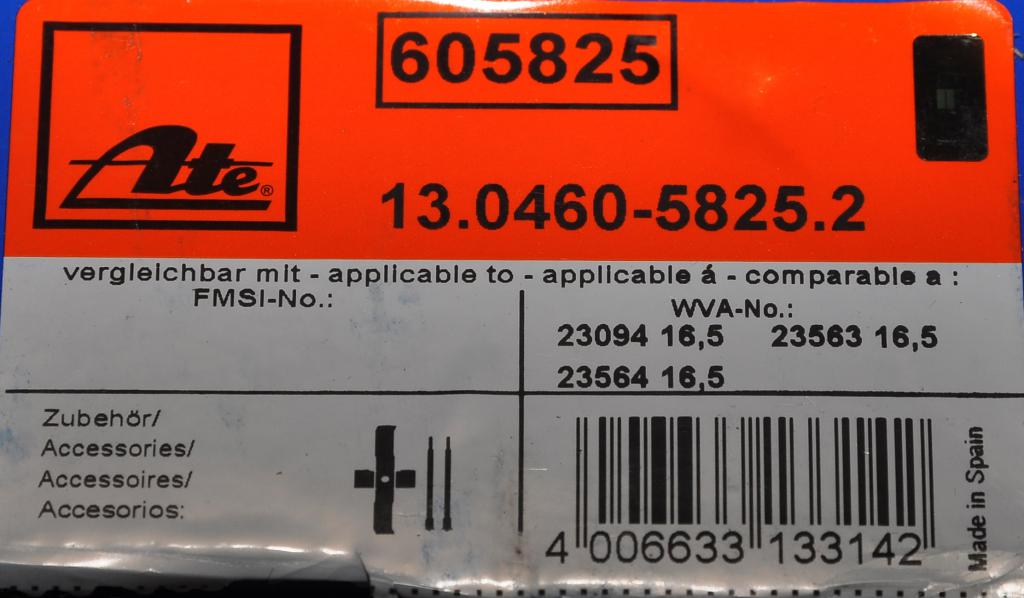 605825
Ate®
13.0460-5825.2
vergleichbar mit - applicable to - applicable á - comparable a :
FMSI-No.:
WVA-No.:
23094 16,5 23563 16,5
23564 16,5
Zubehör/
Accessories/
Accessoires/
Accesorios:
4 006633 133142
Made in Spain